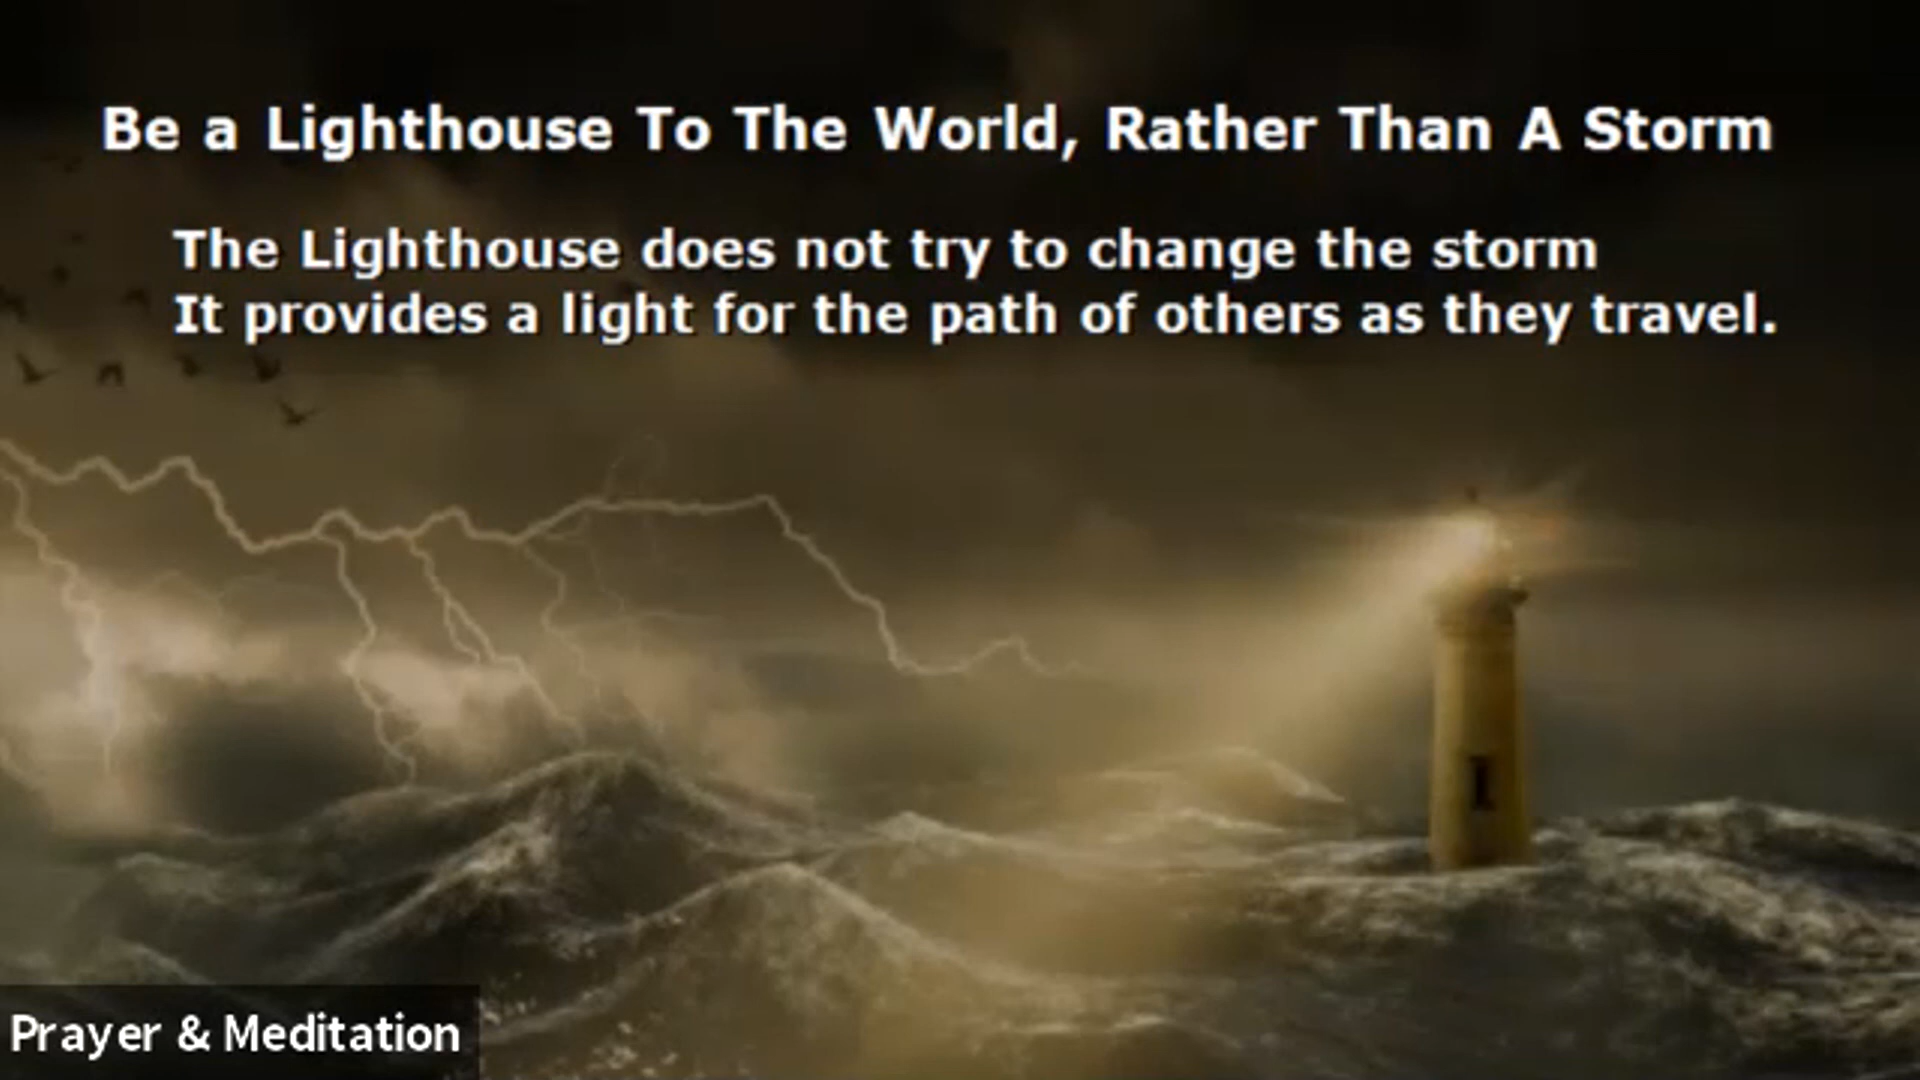 Be a Lighthouse To The World, Rather Than A Storm
The Lighthouse does not try to change the storm
It provides a light for the path of others as they travel.
Prayer & Meditation